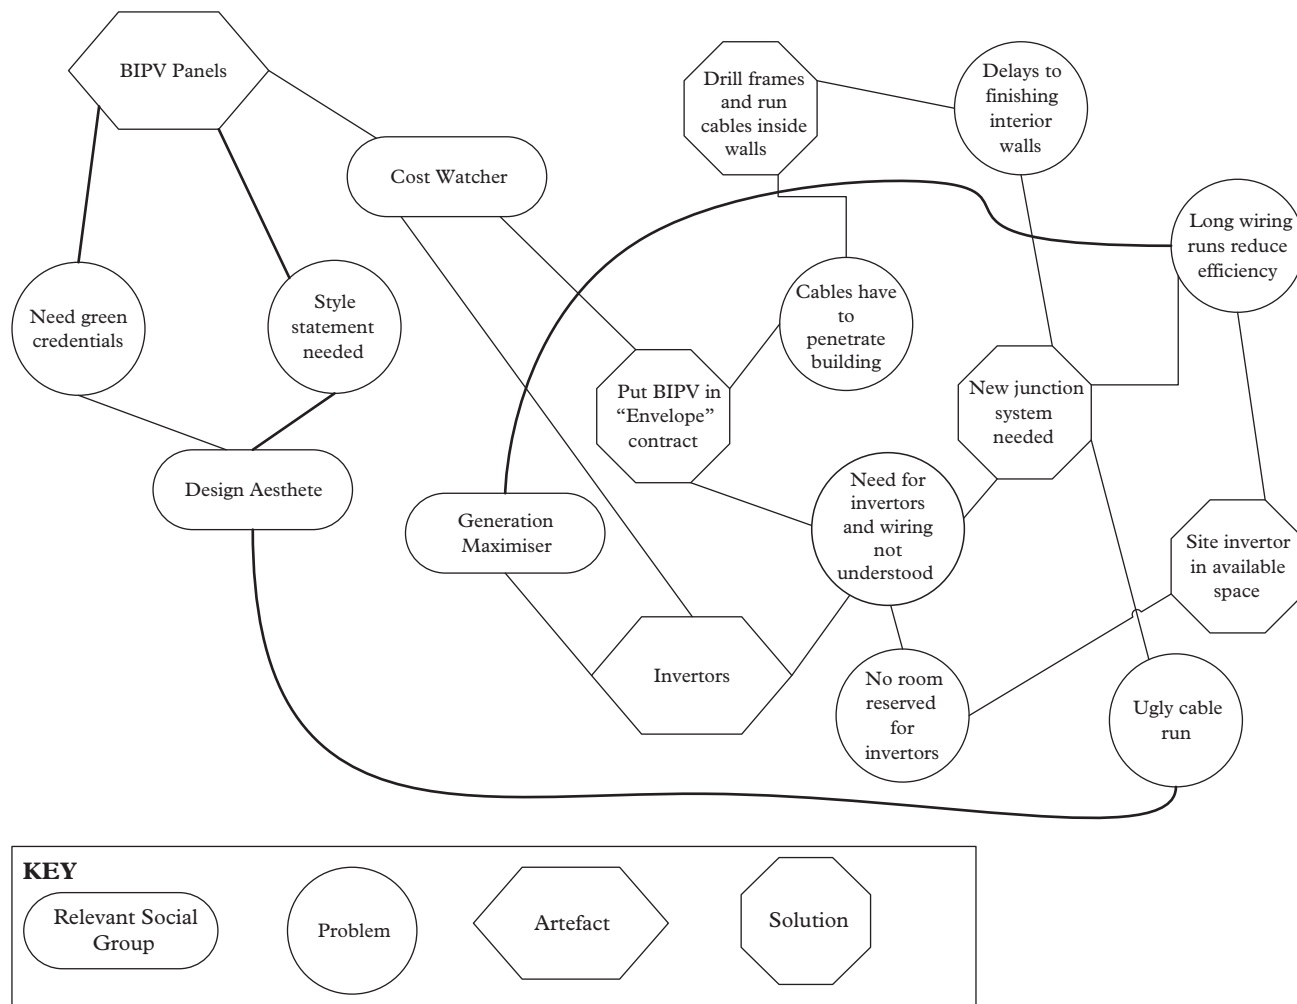 BIPV Panels
Drill frames
and run
cables inside
walls
Delays to
finishing
interior
walls
Cost Watcher
Long wiring
runs reduce
efficiency
Need green
credentials
Style
statement
needed
Cables have
to
penetrate
building
Put BIPV in
“Envelope”
contract
New junction
system
needed
Design Aesthete
Generation
Maximiser
Need for
invertors
and wiring
not
understood
Site invertor
in available
space
Invertors
No room
reserved
for
invertors
Ugly cable
run
KEY
Relevant Social
Group
Problem
Artefact
Solution